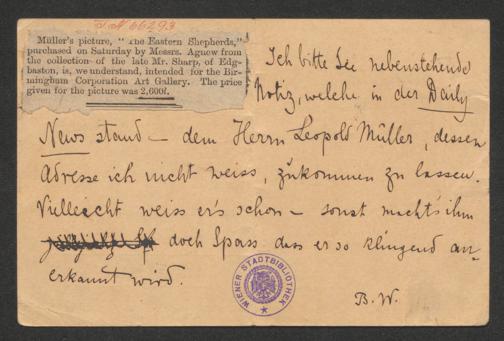 I. N. 66293
Müller's picture, "The Eastern Shepherds,"
purchased on Saturday by Messrs. Agnew from
the collection of the late Mr. Sharp, of Edg-
baston, is, we understand, intended for the Bir-
mingham Corporation Art Gallery. The price
given for the picture was 2,600l.
Ich bitte Sie nebenstehende
Notiz, welche in der Daily
News stand – dem Herrn Leopold Müller, dessen
Adresse ich nicht weiss, zukommen zu lassen.
Vielleicht weiss er's schon – sonst macht's ihm
doch Spass dass er so klingend an-
erkannt wird.
B. W.
WIENER STADTBIBLIOTHEK